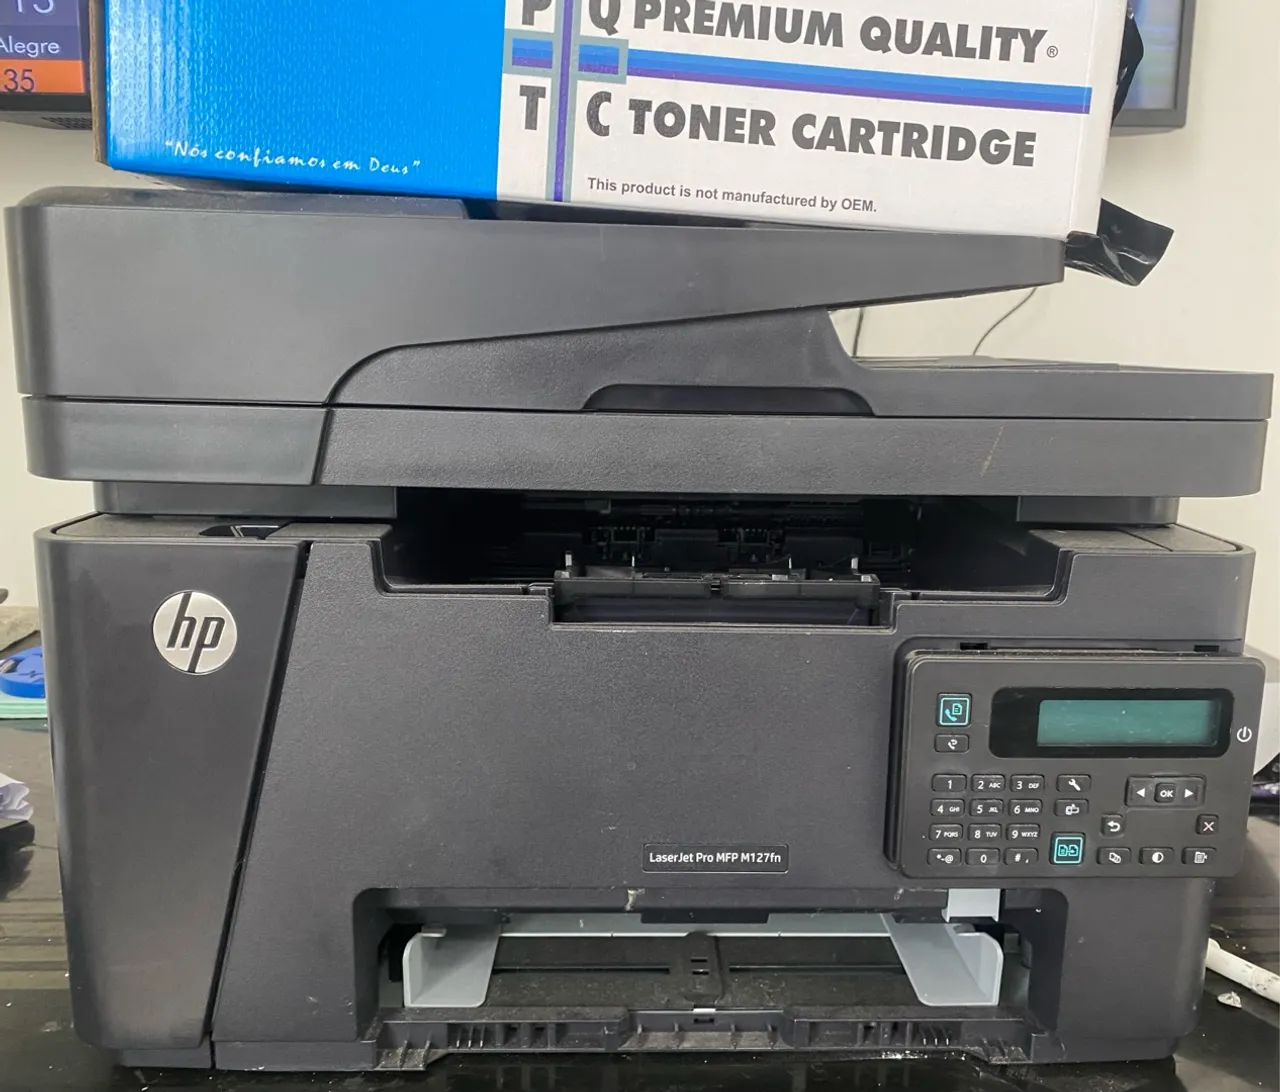 Alegre
35
P Q PREMIUM QUALITY®
T C TONER CARTRIDGE
"Nós confiamos em Deus"
This product is not manufactured by OEM.
hp
LaserJet Pro MFP M127fn
1 2 ABC 3 DEF
4 GHI 5 JKL 6 MNO
OK
7 PQRS 8 TUV 9 WXYZ
*-@ 0 # ,